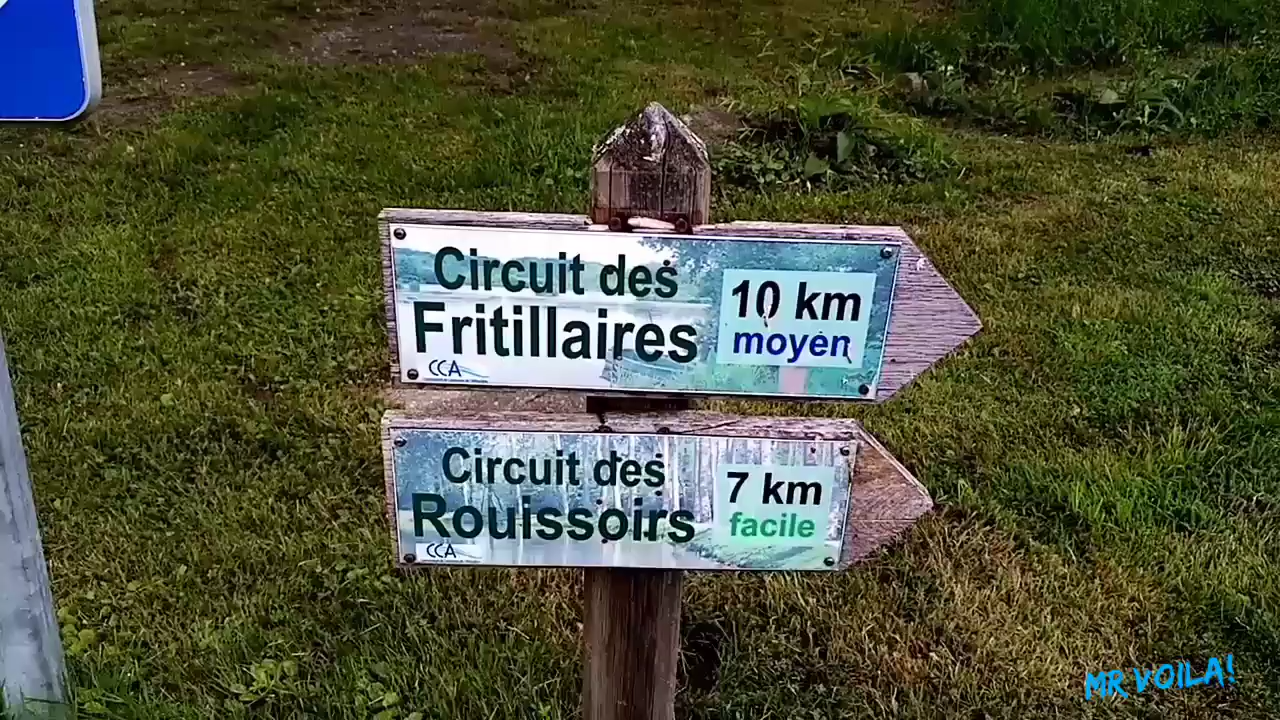 Circuit des
Fritillaires
10 km
moyen
CCA
Circuit des
Rouissoirs
7 km
facile
CCA
MR VOILA!